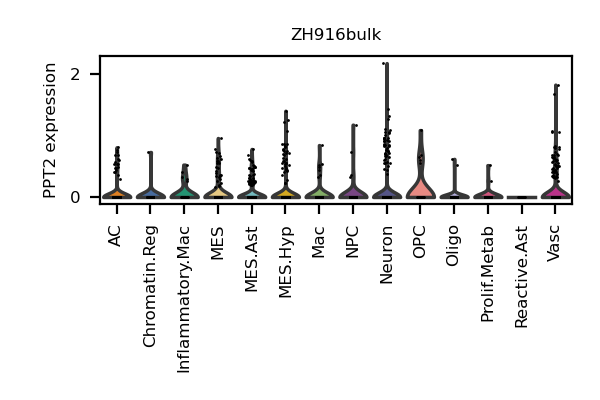 ZH916bulk
PPT2 expression
2
0
AC
Chromatin.Reg
Inflammatory.Mac
MES
MES.Ast
MES.Hyp
Mac
NPC
Neuron
OPC
Oligo
Prolif.Metab
Reactive.Ast
Vasc